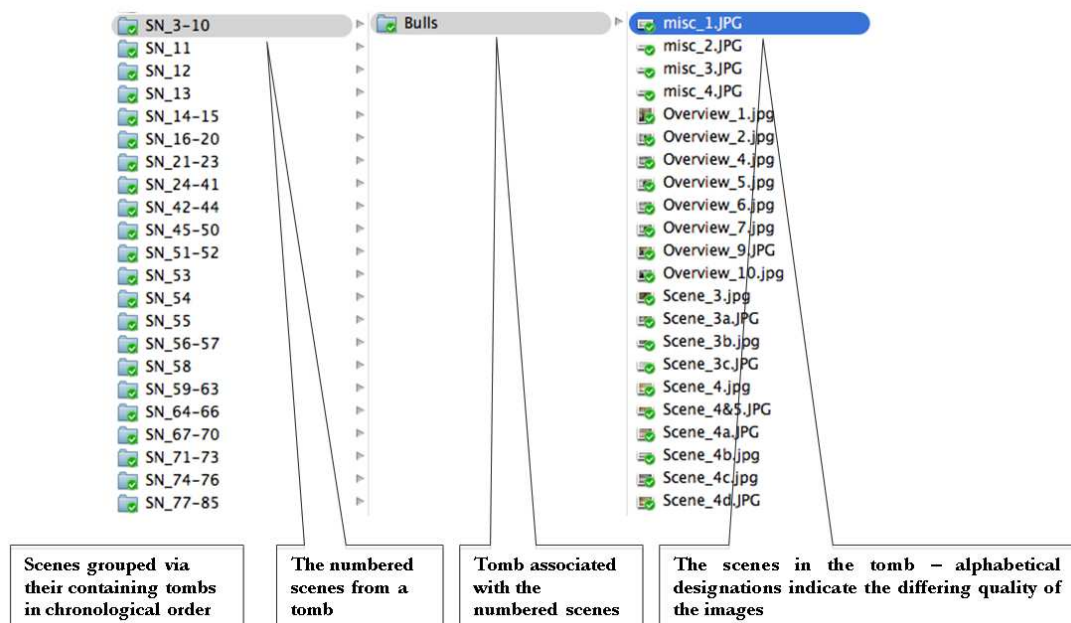 SN_3-10
SN_11
SN_12
SN_13
SN_14-15
SN_16-20
SN_21-23
SN_24-41
SN_42-44
SN_45-50
SN_51-52
SN_53
SN_54
SN_55
SN_56-57
SN_58
SN_59-63
SN_64-66
SN_67-70
SN_71-73
SN_74-76
SN_77-85
Bulls
misc_1.JPG
misc_2.JPG
misc_3.JPG
misc_4.JPG
Overview_1.jpg
Overview_2.jpg
Overview_4.jpg
Overview_5.jpg
Overview_6.jpg
Overview_7.jpg
Overview_9.JPG
Overview_10.jpg
Scene_3.jpg
Scene_3a.JPG
Scene_3b.jpg
Scene_3c.JPG
Scene_4.jpg
Scene_4&5.JPG
Scene_4a.JPG
Scene_4b.jpg
Scene_4c.jpg
Scene_4d.JPG
Scenes grouped via
their containing tombs
in chronological order
The numbered
scenes from a
tomb
Tomb associated
with the
numbered scenes
The scenes in the tomb – alphabetical
designations indicate the differing quality of
the images